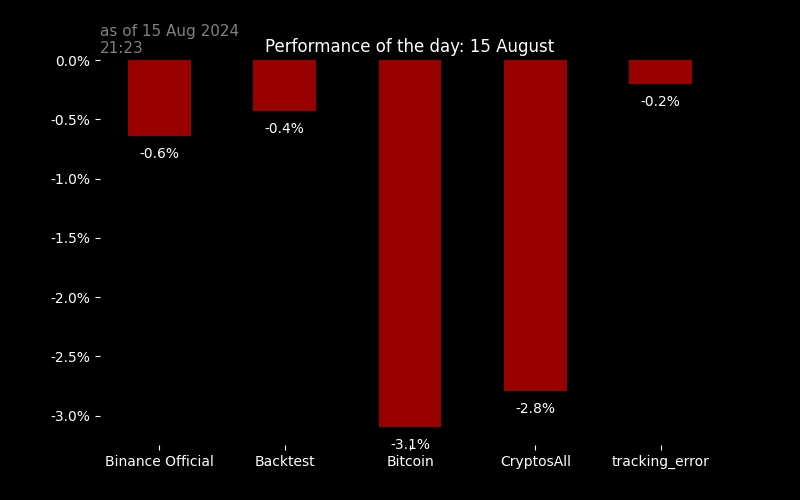 as of 15 Aug 2024
21:23
Performance of the day: 15 August
0.0%
-0.5%
-1.0%
-1.5%
-2.0%
-2.5%
-3.0%
-0.6%
-0.4%
-3.1%
-2.8%
-0.2%
Binance Official
Backtest
Bitcoin
CryptosAll
tracking_error